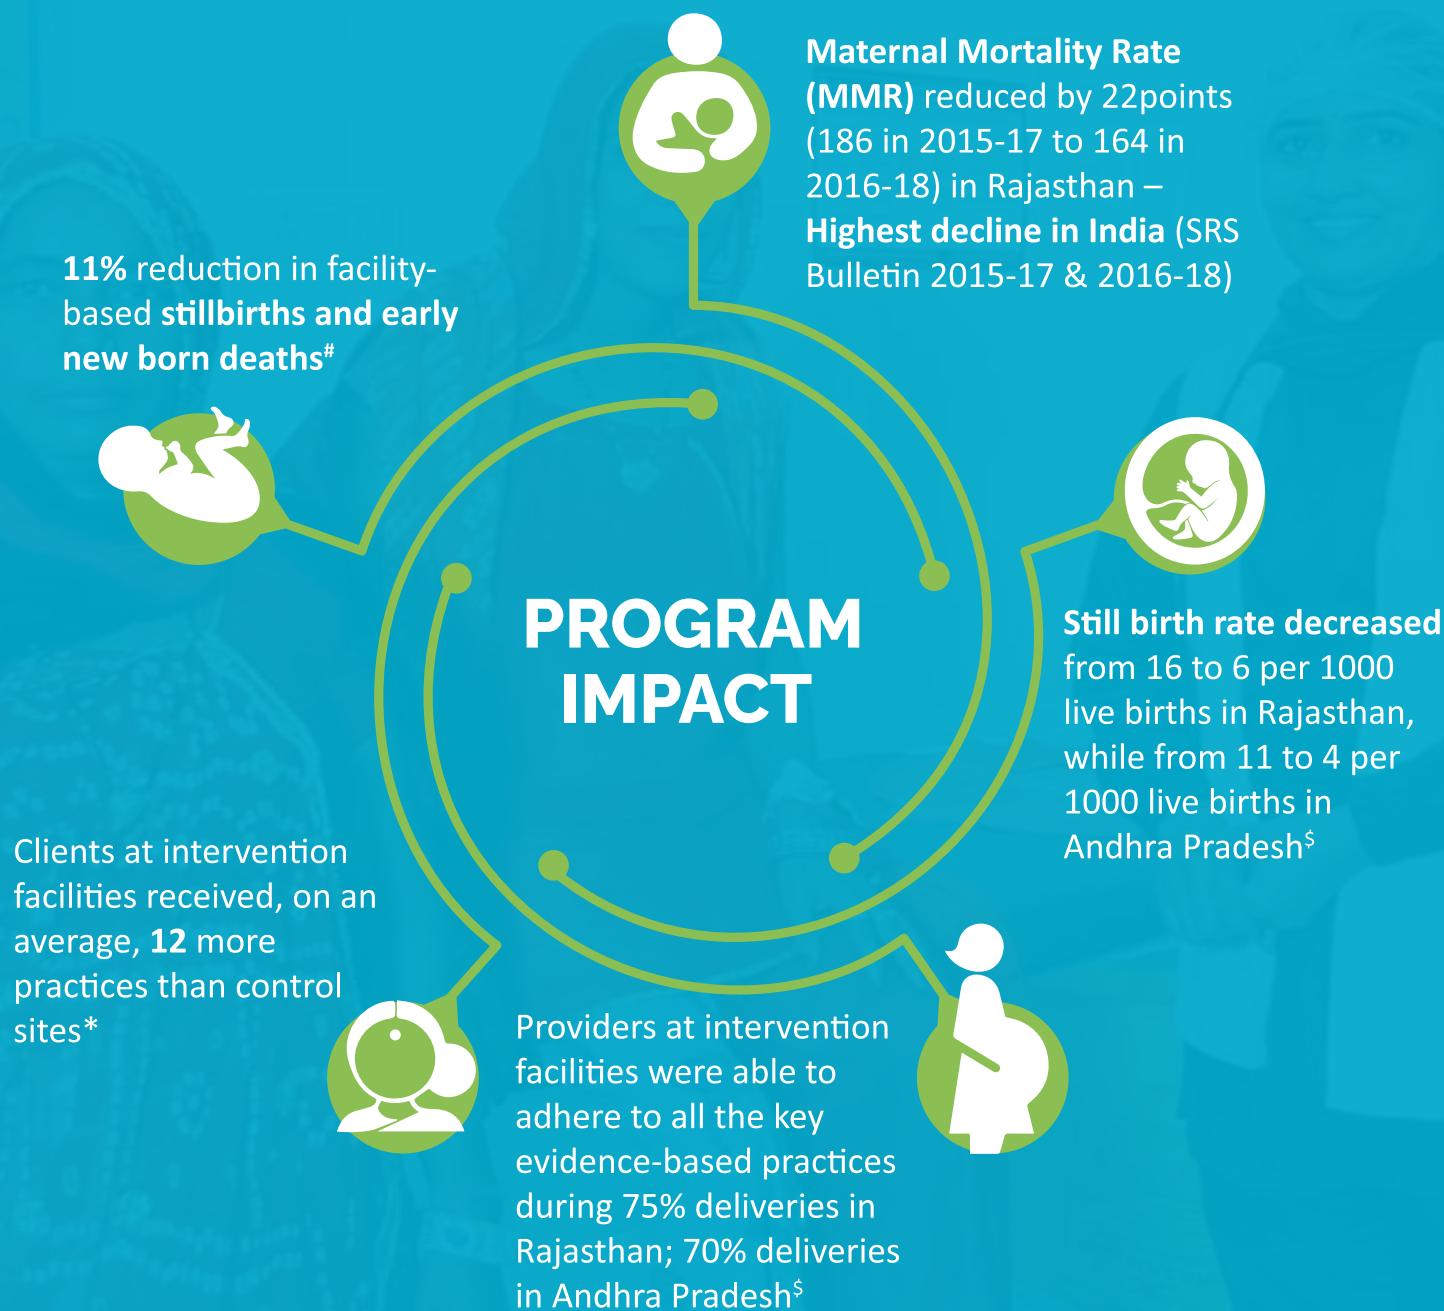 Maternal Mortality Rate
(MMR) reduced by 22points
(186 in 2015-17 to 164 in
2016-18) in Rajasthan –
Highest decline in India (SRS
Bulletin 2015-17 & 2016-18)
11% reduction in facility-
based stillbirths and early
new born deaths#
PROGRAM
IMPACT
Still birth rate decreased
from 16 to 6 per 1000
live births in Rajasthan,
while from 11 to 4 per
1000 live births in
Andhra Pradesh$
Clients at intervention
facilities received, on an
average, 12 more
practices than control
sites*
Providers at intervention
facilities were able to
adhere to all the key
evidence-based practices
during 75% deliveries in
Rajasthan; 70% deliveries
in Andhra Pradesh$